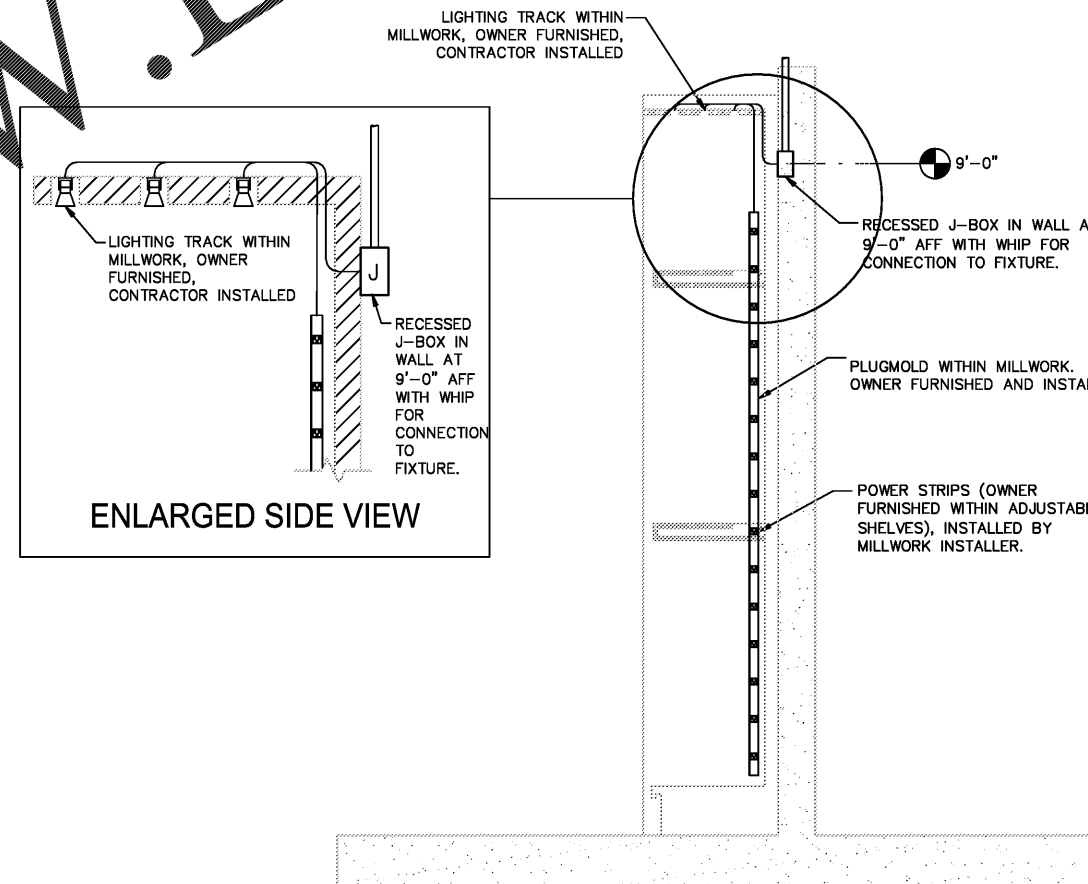 LIGHTING TRACK WITHIN
MILLWORK, OWNER FURNISHED,
CONTRACTOR INSTALLED
9'-0"
RECESSED J-BOX IN WALL A
9'-0" AFF WITH WHIP FOR
CONNECTION TO FIXTURE.
PLUGMOLD WITHIN MILLWORK.
OWNER FURNISHED AND INSTAL
POWER STRIPS (OWNER
FURNISHED WITHIN ADJUSTAB
SHELVES), INSTALLED BY
MILLWORK INSTALLER.
LIGHTING TRACK WITHIN
MILLWORK, OWNER
FURNISHED,
CONTRACTOR INSTALLED
J
RECESSED
J-BOX IN
WALL AT
9'-0" AFF
WITH WHIP
FOR
CONNECTION
TO
FIXTURE.
ENLARGED SIDE VIEW